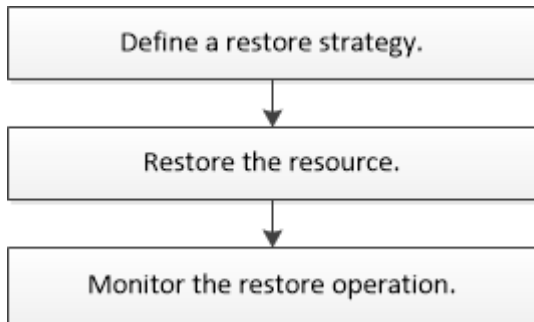 Define a restore strategy.
Restore the resource.
Monitor the restore operation.